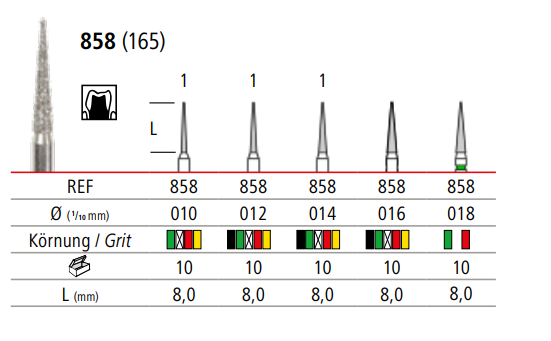 858 (165)
1 1 1
L
REF 858 858 858 858 858
Ø (1/10 mm) 010 012 014 016 018
Körnung / Grit
10 10 10 10 10
L (mm) 8,0 8,0 8,0 8,0 8,0